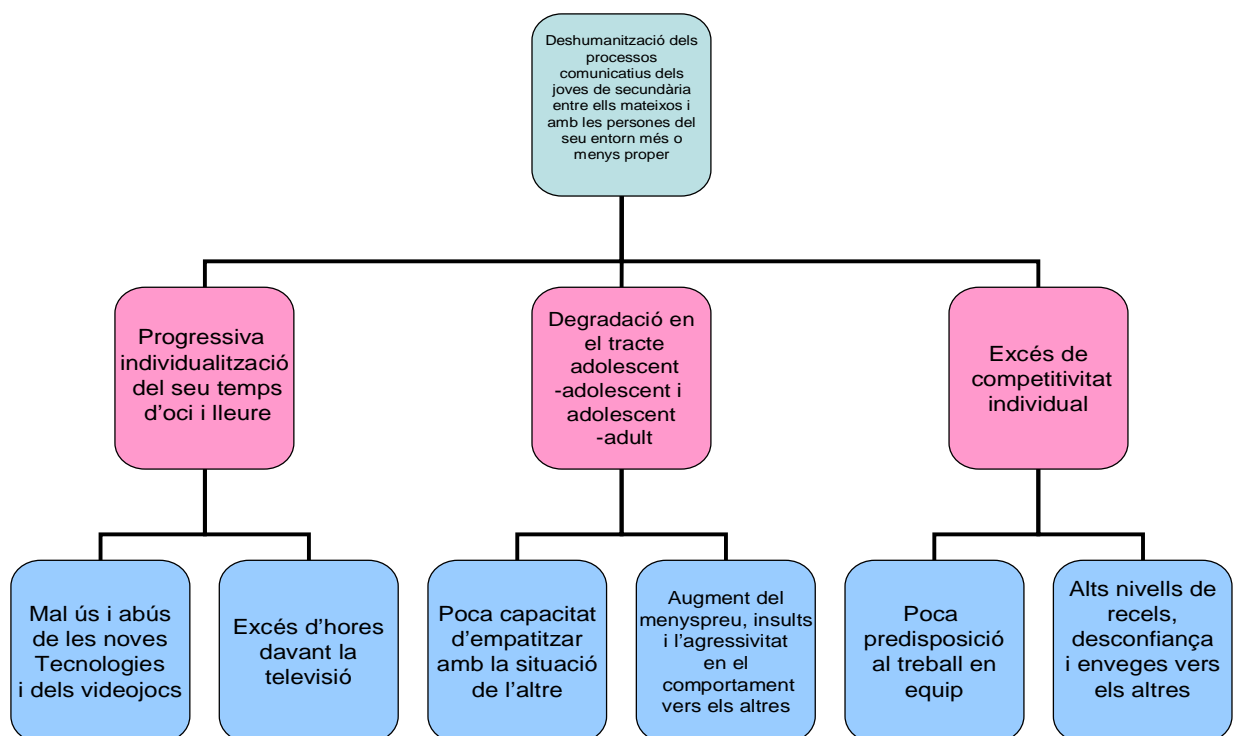 Deshumanització dels
processos
comunicatius dels
joves de secundària
entre ells mateixos i
amb les persones del
seu entorn més o
menys proper
Progressiva
individualització
del seu temps
d’oci i lleure
Degradació en
el tracte
adolescent
-adolescent i
adolescent
-adult
Excés de
competitivitat
individual
Mal ús i abús
de les noves
Tecnologies
i dels videojocs
Excés d’hores
davant la
televisió
Poca capacitat
d’empatitzar
amb la situació
de l’altre
Augment del
menyspreu, insults
i l’agressivitat
en el
comportament
vers els altres
Poca
predisposició
al treball en
equip
Alts nivells de
recels,
desconfiança
i enveges vers
els altres